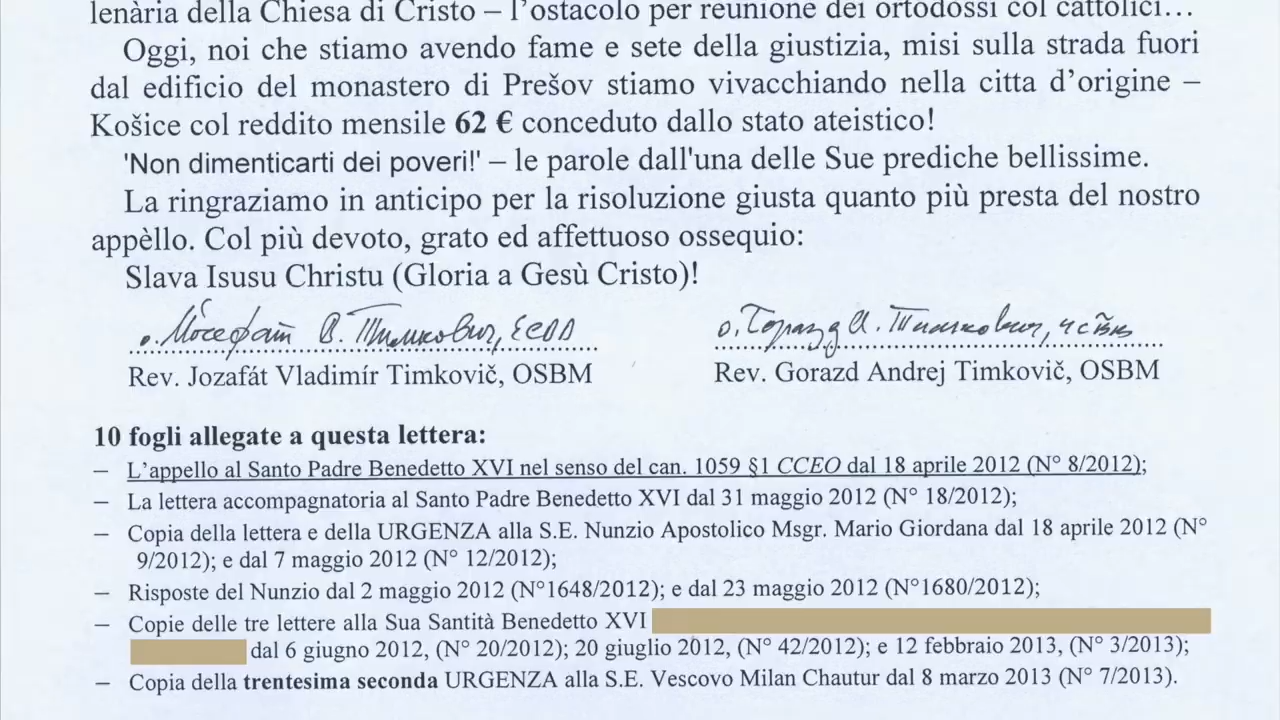 lenària della Chiesa di Cristo – l'ostacolo per reunione dei ortodossi col cattolici…
Oggi, noi che stiamo avendo fame e sete della giustizia, misi sulla strada fuori
dal edificio del monastero di Prešov stiamo vivacchiando nella citta d'origine –
Košice col reddito mensile 62 € conceduto dallo stato ateistico!
'Non dimenticarti dei poveri!' – le parole dall'una delle Sue prediche bellissime.
La ringraziamo in anticipo per la risoluzione giusta quanto più presta del nostro
appèllo. Col più devoto, grato ed affettuoso ossequio:
Slava Isusu Christu (Gloria a Gesù Cristo)!
о. Йосафат В. Тимкович, ЄСВВ о. Горазд А. Тимкович, чсвв
Rev. Jozafát Vladimír Timkovič, OSBM Rev. Gorazd Andrej Timkovič, OSBM
10 fogli allegate a questa lettera:
– L'appello al Santo Padre Benedetto XVI nel senso del can. 1059 §1 CCEO dal 18 aprile 2012 (N° 8/2012);
– La lettera accompagnatoria al Santo Padre Benedetto XVI dal 31 maggio 2012 (N° 18/2012);
– Copia della lettera e della URGENZA alla S.E. Nunzio Apostolico Msgr. Mario Giordana dal 18 aprile 2012 (N°
9/2012); e dal 7 maggio 2012 (N° 12/2012);
– Risposte del Nunzio dal 2 maggio 2012 (N°1648/2012); e dal 23 maggio 2012 (N°1680/2012);
– Copie delle tre lettere alla Sua Santità Benedetto XVI
dal 6 giugno 2012, (N° 20/2012); 20 giuglio 2012, (N° 42/2012); e 12 febbraio 2013, (N° 3/2013);
– Copia della trentesima seconda URGENZA alla S.E. Vescovo Milan Chautur dal 8 marzo 2013 (N° 7/2013).